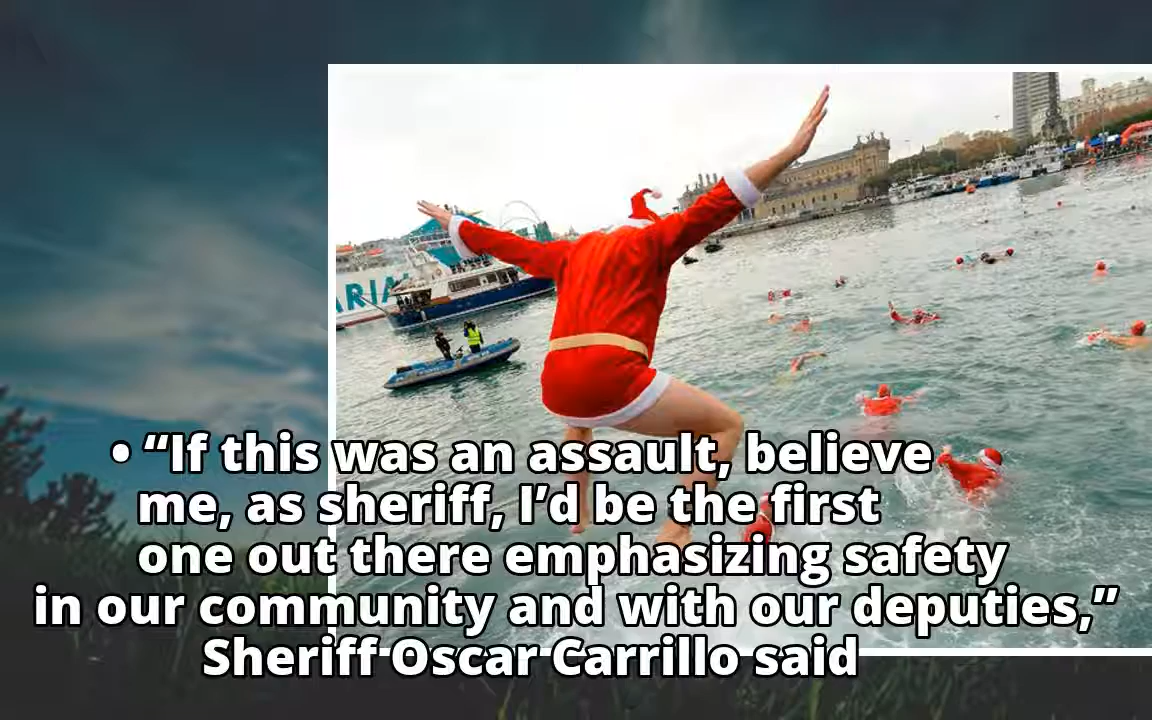 ARIA
• “If this was an assault, believe
me, as sheriff, I’d be the first
one out there emphasizing safety
in our community and with our deputies,”
Sheriff Oscar Carrillo said